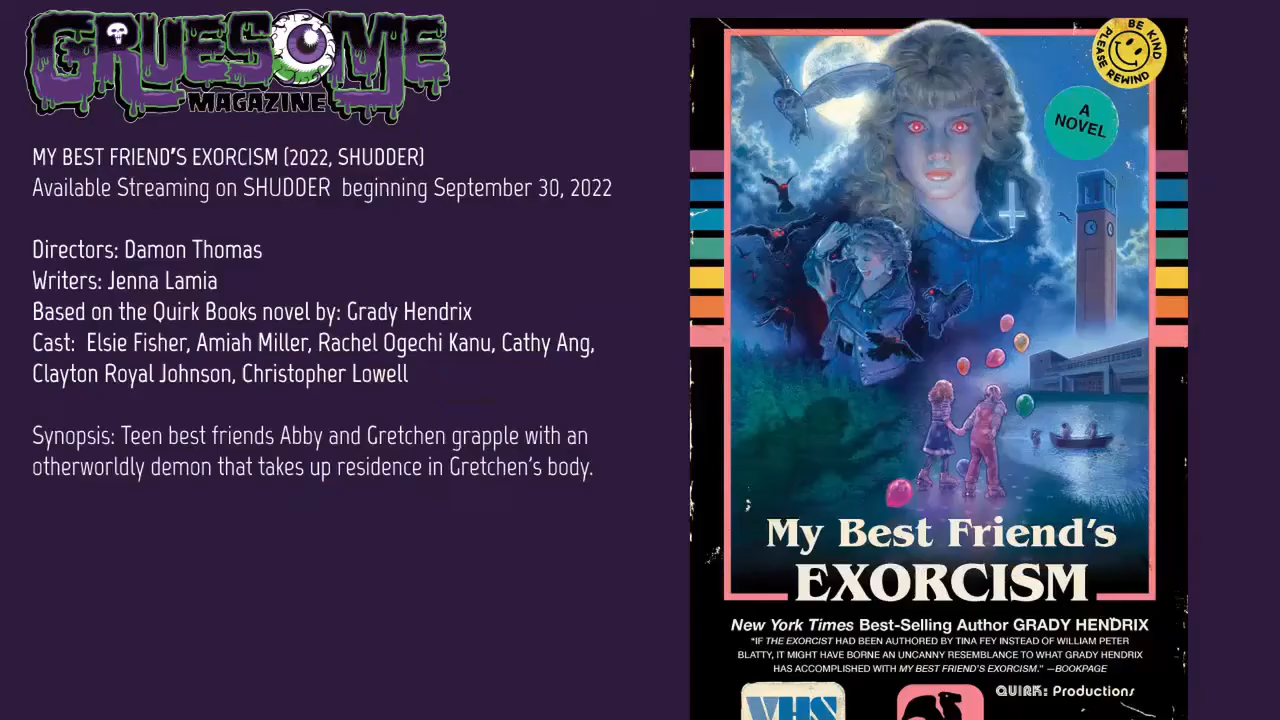 GRUESOME
MAGAZINE
MY BEST FRIEND'S EXORCISM (2022, SHUDDER)
Available Streaming on SHUDDER beginning September 30, 2022
Directors: Damon Thomas
Writers: Jenna Lamia
Based on the Quirk Books novel by: Grady Hendrix
Cast: Elsie Fisher, Amiah Miller, Rachel Ogechi Kanu, Cathy Ang,
Clayton Royal Johnson, Christopher Lowell
Synopsis: Teen best friends Abby and Gretchen grapple with an
otherworldly demon that takes up residence in Gretchen's body.
BE KIND
PLEASE REWIND
A
NOVEL
My Best Friend's
EXORCISM
New York Times Best-Selling Author GRADY HENDRIX
"IF THE EXORCIST HAD BEEN AUTHORED BY TINA FEY INSTEAD OF WILLIAM PETER
BLATTY, IT MIGHT HAVE BORNE AN UNCANNY RESEMBLANCE TO WHAT GRADY HENDRIX
HAS ACCOMPLISHED WITH MY BEST FRIEND'S EXORCISM." —BOOKPAGE
VHS
QUIRK: Productions